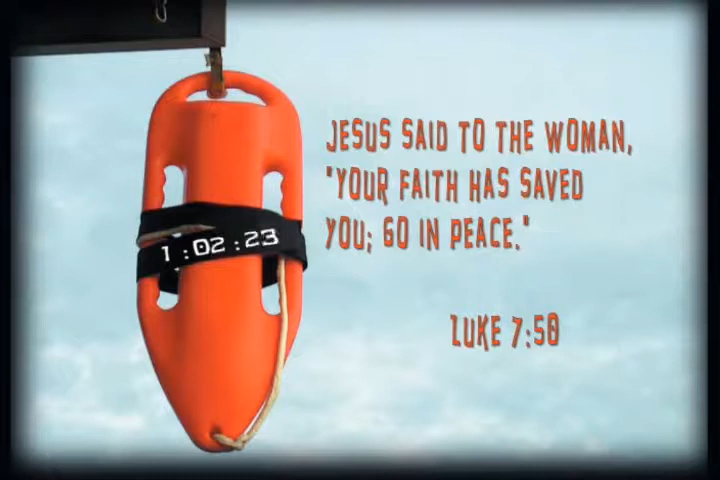 JESUS SAID TO THE WOMAN,
"YOUR FAITH HAS SAVED
YOU; GO IN PEACE."
LUKE 7:50
1:02:23